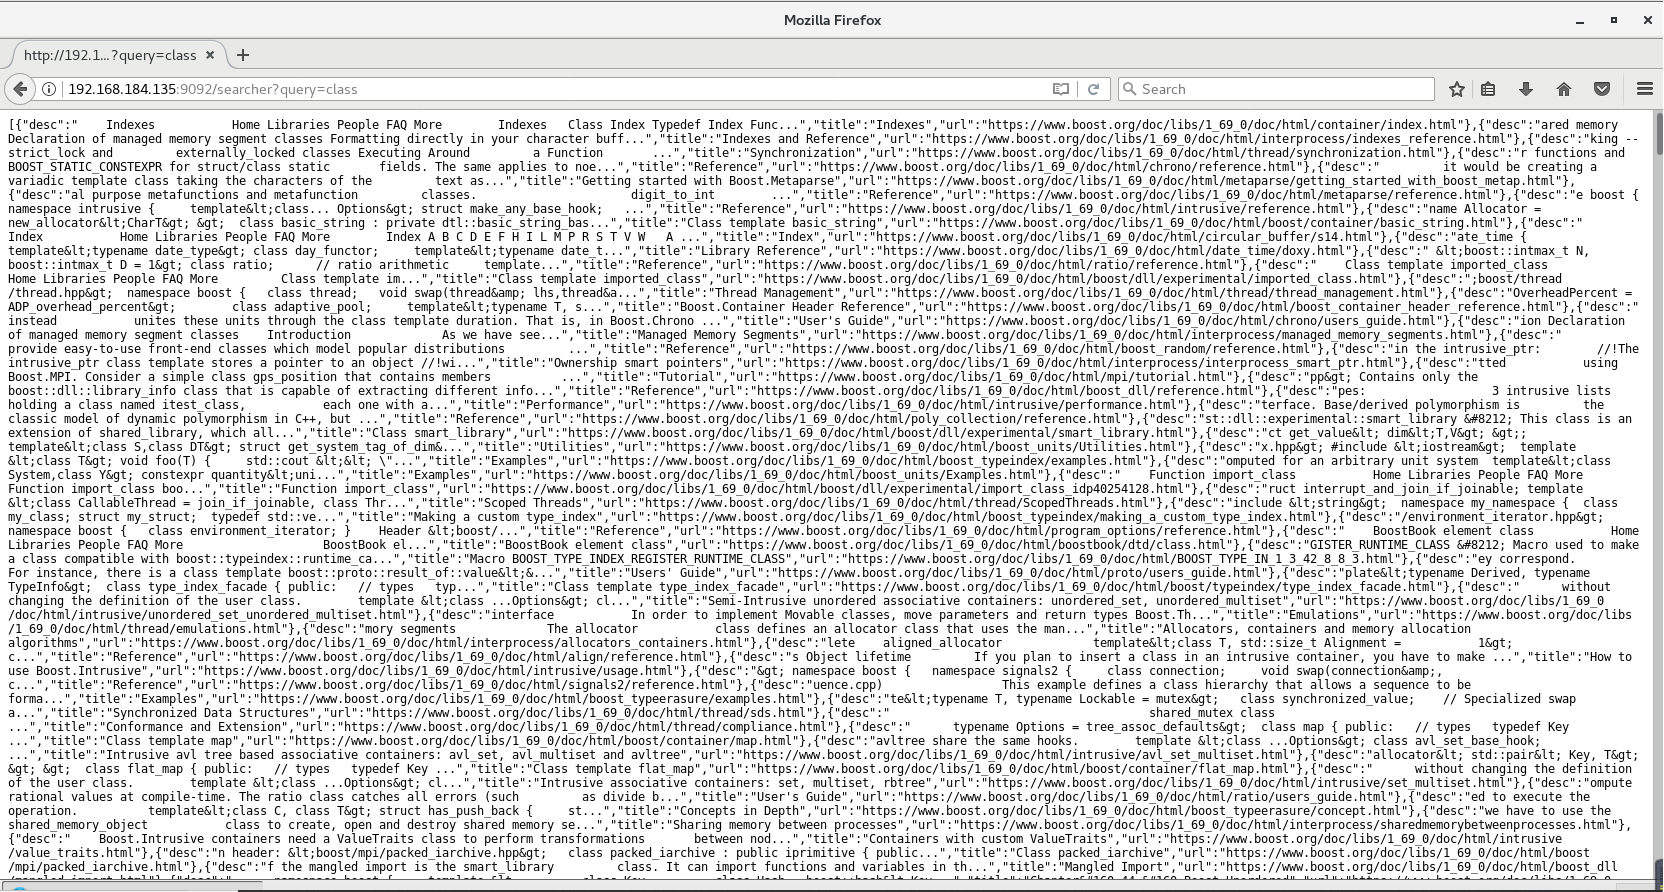 Mozilla Firefox
http://192.1...?query=class
192.168.184.135:9092/searcher?query=class
Search
[{"desc":"    Indexes           Home Libraries People FAQ More        Indexes   Class Index Typedef Index Func...","title":"Indexes","url":"https://www.boost.org/doc/libs/1_69_0/doc/html/container/index.html"},{"desc":"ared memory
Declaration of managed memory segment classes Formatting directly in your character buff...","title":"Indexes and Reference","url":"https://www.boost.org/doc/libs/1_69_0/doc/html/interprocess/indexes_reference.html"},{"desc":"king --
strict_lock and         externally_locked classes Executing Around         a Function       ...","title":"Synchronization","url":"https://www.boost.org/doc/libs/1_69_0/doc/html/thread/synchronization.html"},{"desc":"r functions and
BOOST_STATIC_CONSTEXPR for struct/class static       fields. The same applies to noe...","title":"Reference","url":"https://www.boost.org/doc/libs/1_69_0/doc/html/chrono/reference.html"},{"desc":"         it would be creating a
variadic template class taking the characters of the         text as...","title":"Getting started with Boost.Metaparse","url":"https://www.boost.org/doc/libs/1_69_0/doc/html/metaparse/getting_started_with_boost_metap.html"},
{"desc":"al purpose metafunctions and metafunction         classes.                      digit_to_int        ...","title":"Reference","url":"https://www.boost.org/doc/libs/1_69_0/doc/html/metaparse/reference.html"},{"desc":"e boost {
namespace intrusive {     template&lt;class... Options&gt; struct make_any_base_hook;   ...","title":"Reference","url":"https://www.boost.org/doc/libs/1_69_0/doc/html/intrusive/reference.html"},{"desc":"name Allocator =
new_allocator&lt;CharT&gt; &gt;  class basic_string : private dtl::basic_string_bas...","title":"Class template basic_string","url":"https://www.boost.org/doc/libs/1_69_0/doc/html/boost/container/basic_string.html"},{"desc":"
Index           Home Libraries People FAQ More        Index A B C D E F H I L M P R S T V W   A ...","title":"Index","url":"https://www.boost.org/doc/libs/1_69_0/doc/html/circular_buffer/s14.html"},{"desc":"ate_time {
template&lt;typename date_type&gt; class day_functor;     template&lt;typename date_t...","title":"Library Reference","url":"https://www.boost.org/doc/libs/1_69_0/doc/html/date_time/doxy.html"},{"desc":" &lt;boost::intmax_t N,
boost::intmax_t D = 1&gt; class ratio;      // ratio arithmetic     template...","title":"Reference","url":"https://www.boost.org/doc/libs/1_69_0/doc/html/ratio/reference.html"},{"desc":"    Class template imported_class
Home Libraries People FAQ More         Class template im...","title":"Class template imported_class","url":"https://www.boost.org/doc/libs/1_69_0/doc/html/boost/dll/experimental/imported_class.html"},{"desc":";boost/thread
/thread.hpp&gt;  namespace boost {   class thread;   void swap(thread&amp; lhs,thread&a...","title":"Thread Management","url":"https://www.boost.org/doc/libs/1_69_0/doc/html/thread/thread_management.html"},{"desc":"OverheadPercent =
ADP_overhead_percent&gt;        class adaptive_pool;     template&lt;typename T, s...","title":"Boost.Container Header Reference","url":"https://www.boost.org/doc/libs/1_69_0/doc/html/boost_container_header_reference.html"},{"desc":"
instead       unites these units through the class template duration. That is, in Boost.Chrono ...","title":"User's Guide","url":"https://www.boost.org/doc/libs/1_69_0/doc/html/chrono/users_guide.html"},{"desc":"ion Declaration
of managed memory segment classes    Introduction             As we have see...","title":"Managed Memory Segments","url":"https://www.boost.org/doc/libs/1_69_0/doc/html/interprocess/managed_memory_segments.html"},{"desc":"
provide easy-to-use front-end classes which model popular distributions         ...","title":"Reference","url":"https://www.boost.org/doc/libs/1_69_0/doc/html/boost_random/reference.html"},{"desc":"in the intrusive_ptr:        //!The
intrusive_ptr class template stores a pointer to an object //!wi...","title":"Ownership smart pointers","url":"https://www.boost.org/doc/libs/1_69_0/doc/html/interprocess/interprocess_smart_ptr.html"},{"desc":"tted       using
Boost.MPI. Consider a simple class gps_position that contains members          ...","title":"Tutorial","url":"https://www.boost.org/doc/libs/1_69_0/doc/html/mpi/tutorial.html"},{"desc":"pp&gt; Contains only the
boost::dll::library_info class that is capable of extracting different info...","title":"Reference","url":"https://www.boost.org/doc/libs/1_69_0/doc/html/boost_dll/reference.html"},{"desc":"pes:                  3 intrusive lists
holding a class named itest_class,           each one with a...","title":"Performance","url":"https://www.boost.org/doc/libs/1_69_0/doc/html/intrusive/performance.html"},{"desc":"terface. Base/derived polymorphism is         the
classic model of dynamic polymorphism in C++, but ...","title":"Reference","url":"https://www.boost.org/doc/libs/1_69_0/doc/html/poly_collection/reference.html"},{"desc":"st::dll::experimental::smart_library &#8212; This class is an
extension of shared_library, which all...","title":"Class smart_library","url":"https://www.boost.org/doc/libs/1_69_0/doc/html/boost/dll/experimental/smart_library.html"},{"desc":"ct get_value&lt; dim&lt;T,V&gt; &gt;;
template&lt;class S,class DT&gt; struct get_system_tag_of_dim&...","title":"Utilities","url":"https://www.boost.org/doc/libs/1_69_0/doc/html/boost_units/Utilities.html"},{"desc":"x.hpp&gt; #include &lt;iostream&gt;  template
&lt;class T&gt; void foo(T) {     std::cout &lt;&lt; \"...","title":"Examples","url":"https://www.boost.org/doc/libs/1_69_0/doc/html/boost_typeindex/examples.html"},{"desc":"omputed for an arbitrary unit system  template&lt;class
System,class Y&gt; constexpr quantity&lt;uni...","title":"Examples","url":"https://www.boost.org/doc/libs/1_69_0/doc/html/boost_units/Examples.html"},{"desc":"    Function import_class           Home Libraries People FAQ More
Function import_class boo...","title":"Function import_class","url":"https://www.boost.org/doc/libs/1_69_0/doc/html/boost/dll/experimental/import_class_idp40254128.html"},{"desc":"ruct interrupt_and_join_if_joinable; template
&lt;class CallableThread = join_if_joinable, class Thr...","title":"Scoped Threads","url":"https://www.boost.org/doc/libs/1_69_0/doc/html/thread/ScopedThreads.html"},{"desc":"include &lt;string&gt;  namespace my_namespace {  class
my_class; struct my_struct;  typedef std::ve...","title":"Making a custom type_index","url":"https://www.boost.org/doc/libs/1_69_0/doc/html/boost_typeindex/making_a_custom_type_index.html"},{"desc":"/environment_iterator.hpp&gt;
namespace boost {   class environment_iterator; }    Header &lt;boost/...","title":"Reference","url":"https://www.boost.org/doc/libs/1_69_0/doc/html/program_options/reference.html"},{"desc":"    BoostBook element class           Home
Libraries People FAQ More                    BoostBook el...","title":"BoostBook element class","url":"https://www.boost.org/doc/libs/1_69_0/doc/html/boostbook/dtd/class.html"},{"desc":"GISTER_RUNTIME_CLASS &#8212; Macro used to make
a class compatible with boost::typeindex::runtime_ca...","title":"Macro BOOST_TYPE_INDEX_REGISTER_RUNTIME_CLASS","url":"https://www.boost.org/doc/libs/1_69_0/doc/html/BOOST_TYPE_IN_1_3_42_8_8_3.html"},{"desc":"ey correspond.
For instance, there is a class template boost::proto::result_of::value&lt;&...","title":"Users' Guide","url":"https://www.boost.org/doc/libs/1_69_0/doc/html/proto/users_guide.html"},{"desc":"plate&lt;typename Derived, typename
TypeInfo&gt;  class type_index_facade { public:   // types   typ...","title":"Class template type_index_facade","url":"https://www.boost.org/doc/libs/1_69_0/doc/html/boost/typeindex/type_index_facade.html"},{"desc":"      without
changing the definition of the user class.        template &lt;class ...Options&gt; cl...","title":"Semi-Intrusive unordered associative containers: unordered_set, unordered_multiset","url":"https://www.boost.org/doc/libs/1_69_0
/doc/html/intrusive/unordered_set_unordered_multiset.html"},{"desc":"interface           In order to implement Movable classes, move parameters and return types Boost.Th...","title":"Emulations","url":"https://www.boost.org/doc/libs
/1_69_0/doc/html/thread/emulations.html"},{"desc":"mory segments             The allocator           class defines an allocator class that uses the man...","title":"Allocators, containers and memory allocation
algorithms","url":"https://www.boost.org/doc/libs/1_69_0/doc/html/interprocess/allocators_containers.html"},{"desc":"lete    aligned_allocator             template&lt;class T, std::size_t Alignment =           1&gt;
c...","title":"Reference","url":"https://www.boost.org/doc/libs/1_69_0/doc/html/align/reference.html"},{"desc":"s Object lifetime         If you plan to insert a class in an intrusive container, you have to make ...","title":"How to
use Boost.Intrusive","url":"https://www.boost.org/doc/libs/1_69_0/doc/html/intrusive/usage.html"},{"desc":"&gt; namespace boost {   namespace signals2 {     class connection;     void swap(connection&amp;,
c...","title":"Reference","url":"https://www.boost.org/doc/libs/1_69_0/doc/html/signals2/reference.html"},{"desc":"uence.cpp)                 This example defines a class hierarchy that allows a sequence to be
forma...","title":"Examples","url":"https://www.boost.org/doc/libs/1_69_0/doc/html/boost_typeerasure/examples.html"},{"desc":"te&lt;typename T, typename Lockable = mutex&gt;   class synchronized_value;    // Specialized swap
a...","title":"Synchronized Data Structures","url":"https://www.boost.org/doc/libs/1_69_0/doc/html/thread/sds.html"},{"desc":"                                     shared_mutex class
...","title":"Conformance and Extension","url":"https://www.boost.org/doc/libs/1_69_0/doc/html/thread/compliance.html"},{"desc":"      typename Options = tree_assoc_defaults&gt;  class map { public:   // types   typedef Key
...","title":"Class template map","url":"https://www.boost.org/doc/libs/1_69_0/doc/html/boost/container/map.html"},{"desc":"avltree share the same hooks.        template &lt;class ...Options&gt; class avl_set_base_hook;
...","title":"Intrusive avl tree based associative containers: avl_set, avl_multiset and avltree","url":"https://www.boost.org/doc/libs/1_69_0/doc/html/intrusive/avl_set_multiset.html"},{"desc":"allocator&lt; std::pair&lt; Key, T&gt;
&gt; &gt;  class flat_map { public:   // types   typedef Key ...","title":"Class template flat_map","url":"https://www.boost.org/doc/libs/1_69_0/doc/html/boost/container/flat_map.html"},{"desc":"      without changing the definition
of the user class.        template &lt;class ...Options&gt; cl...","title":"Intrusive associative containers: set, multiset, rbtree","url":"https://www.boost.org/doc/libs/1_69_0/doc/html/intrusive/set_multiset.html"},{"desc":"ompute
rational values at compile-time. The ratio class catches all errors (such         as divide b...","title":"User's Guide","url":"https://www.boost.org/doc/libs/1_69_0/doc/html/ratio/users_guide.html"},{"desc":"ed to execute the
operation.           template&lt;class C, class T&gt; struct has_push_back {     st...","title":"Concepts in Depth","url":"https://www.boost.org/doc/libs/1_69_0/doc/html/boost_typeerasure/concept.html"},{"desc":"we have to use the
shared_memory_object           class to create, open and destroy shared memory se...","title":"Sharing memory between processes","url":"https://www.boost.org/doc/libs/1_69_0/doc/html/interprocess/sharedmemorybetweenprocesses.html"},
{"desc":"    Boost.Intrusive containers need a ValueTraits class to perform transformations       between nod...","title":"Containers with custom ValueTraits","url":"https://www.boost.org/doc/libs/1_69_0/doc/html/intrusive
/value_traits.html"},{"desc":"n header: &lt;boost/mpi/packed_iarchive.hpp&gt;   class packed_iarchive : public iprimitive { public...","title":"Class packed_iarchive","url":"https://www.boost.org/doc/libs/1_69_0/doc/html/boost
/mpi/packed_iarchive.html"},{"desc":"f the mangled import is the smart_library         class. It can import functions and variables in th...","title":"Mangled Import","url":"https://www.boost.org/doc/libs/1_69_0/doc/html/boost_dll